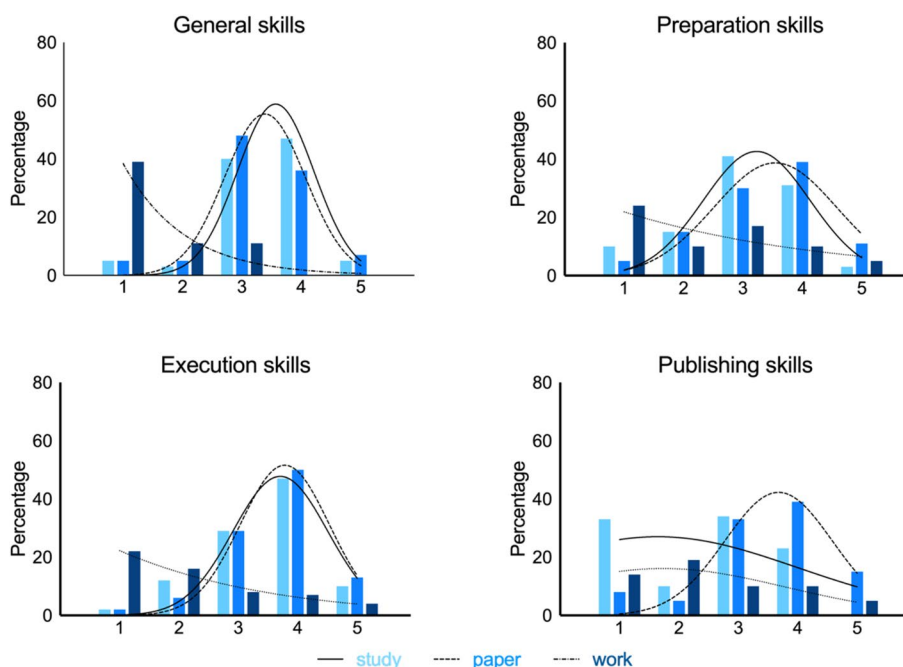 General skills
Preparation skills
80
60
40
20
0
Percentage
1 2 3 4 5
80
60
40
20
0
Percentage
1 2 3 4 5
Execution skills
Publishing skills
80
60
40
20
0
Percentage
1 2 3 4 5
80
60
40
20
0
Percentage
1 2 3 4 5
study paper work